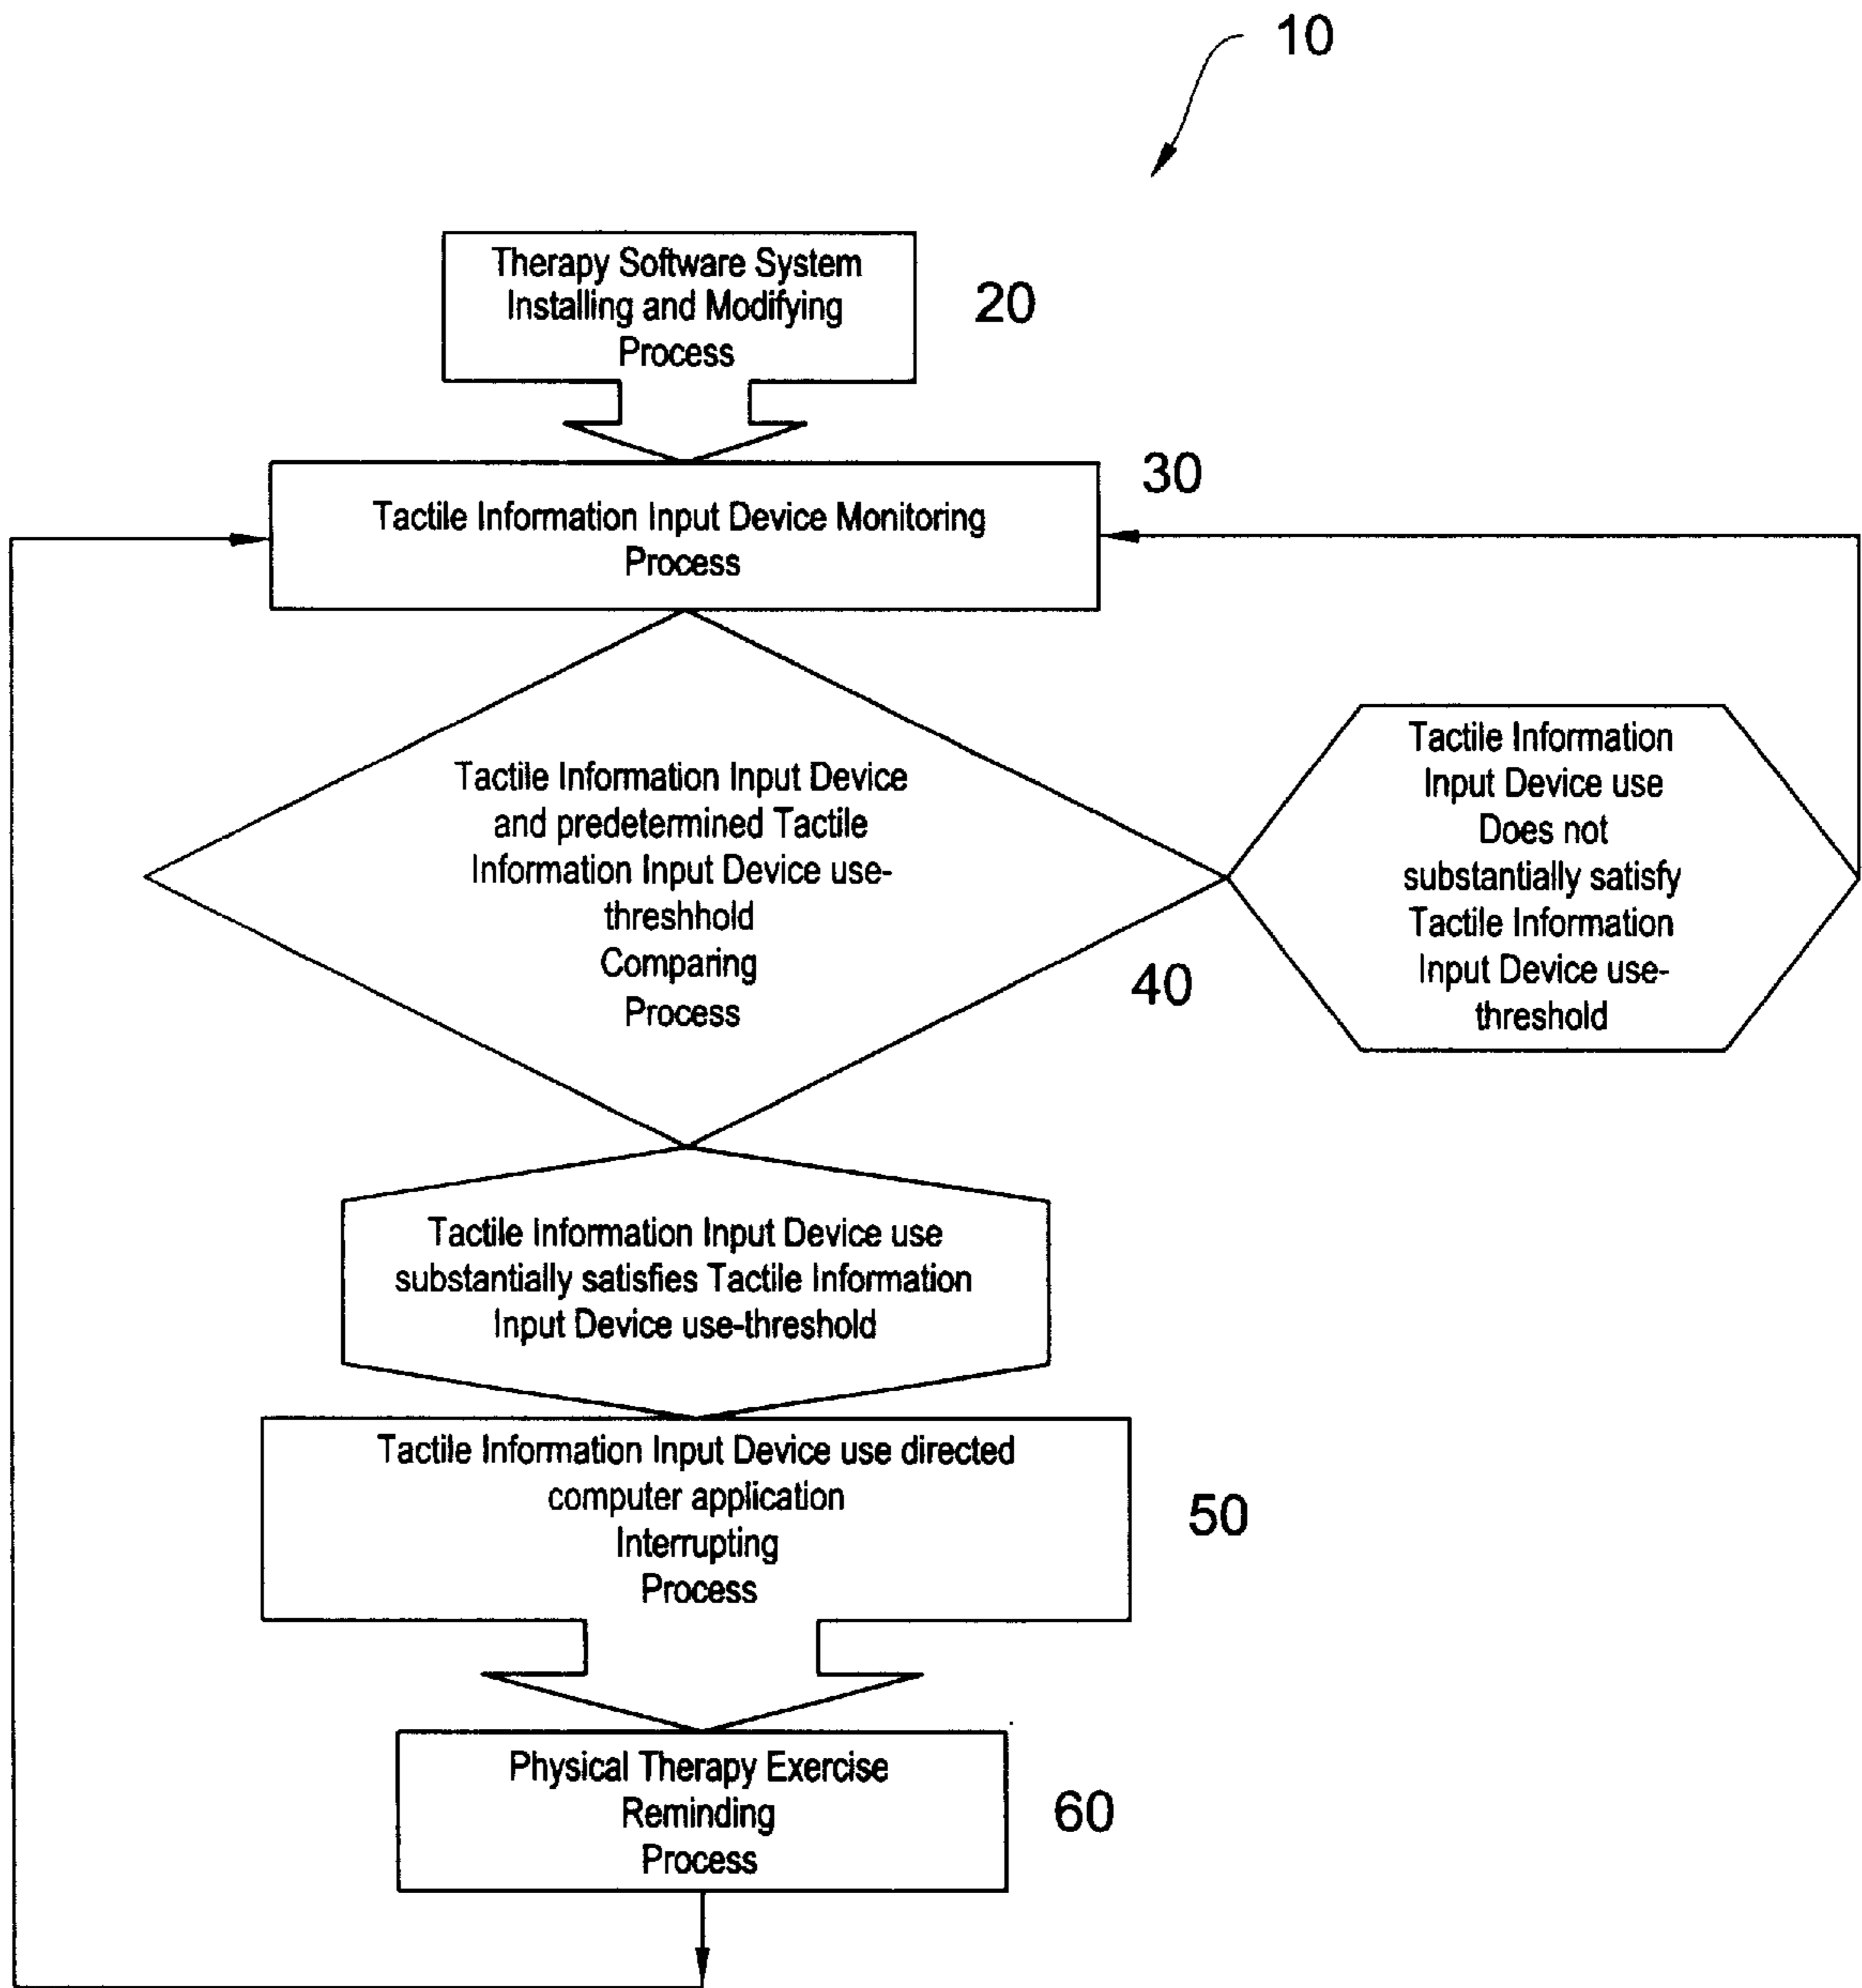 10
Therapy Software System
Installing and Modifying
Process
20
30
Tactile Information Input Device Monitoring
Process
Tactile Information Input Device
and predetermined Tactile
Information Input Device use-
threshhold
Comparing
Process
40
Tactile Information
Input Device use
Does not
substantially satisfy
Tactile Information
Input Device use-
threshold
Tactile Information Input Device use
substantially satisfies Tactile Information
Input Device use-threshold
Tactile Information Input Device use directed
computer application
Interrupting
Process
50
Physical Therapy Exercise
Reminding
Process
60